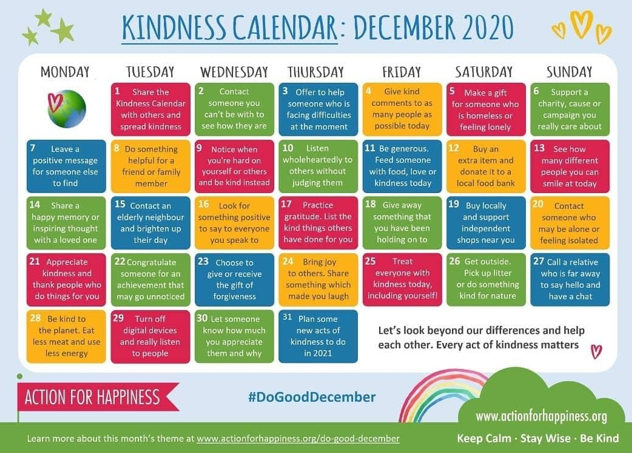 KINDNESS CALENDAR: DECEMBER 2020
MONDAY TUESDAY WEDNESDAY THURSDAY FRIDAY SATURDAY SUNDAY
1 Share the
Kindness Calendar
with others and
spread kindness
2 Contact
someone you
can't be with to
see how they are
3 Offer to help
someone who is
facing difficulties
at the moment
4 Give kind
comments to as
many people as
possible today
5 Make a gift
for someone who
is homeless or
feeling lonely
6 Support a
charity, cause or
campaign you
really care about
7 Leave a
positive message
for someone else
to find
8 Do something
helpful for a
friend or family
member
9 Notice when
you're hard on
yourself or others
and be kind instead
10 Listen
wholeheartedly to
others without
judging them
11 Be generous.
Feed someone
with food, love or
kindness today
12 Buy an
extra item and
donate it to a
local food bank
13 See how
many different
people you can
smile at today
14 Share a
happy memory or
inspiring thought
with a loved one
15 Contact an
elderly neighbour
and brighten up
their day
16 Look for
something positive
to say to everyone
you speak to
17 Practice
gratitude. List the
kind things others
have done for you
18 Give away
something that
you have been
holding on to
19 Buy locally
and support
independent
shops near you
20 Contact
someone who
may be alone or
feeling isolated
21 Appreciate
kindness and
thank people who
do things for you
22 Congratulate
someone for an
achievement that
may go unnoticed
23 Choose to
give or receive
the gift of
forgiveness
24 Bring joy
to others. Share
something which
made you laugh
25 Treat
everyone with
kindness today,
including yourself!
26 Get outside.
Pick up litter
or do something
kind for nature
27 Call a relative
who is far away
to say hello and
have a chat
28 Be kind to
the planet. Eat
less meat and use
less energy
29 Turn off
digital devices
and really listen
to people
30 Let someone
know how much
you appreciate
them and why
31 Plan some
new acts of
kindness to do
in 2021
Let's look beyond our differences and help
each other. Every act of kindness matters
ACTION FOR HAPPINESS
#DoGoodDecember
www.actionforhappiness.org
Learn more about this month's theme at www.actionforhappiness.org/do-good-december
Keep Calm · Stay Wise · Be Kind